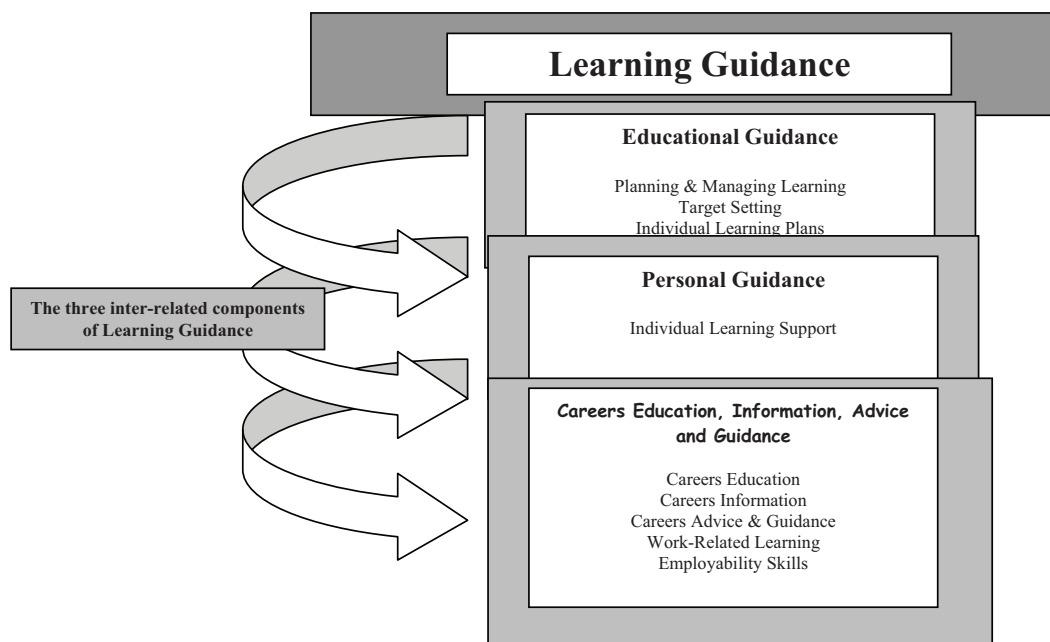 Learning Guidance
Educational Guidance
Planning & Managing Learning
Target Setting
Individual Learning Plans
The three inter-related components
of Learning Guidance
Personal Guidance
Individual Learning Support
Careers Education, Information, Advice
and Guidance
Careers Education
Careers Information
Careers Advice & Guidance
Work-Related Learning
Employability Skills